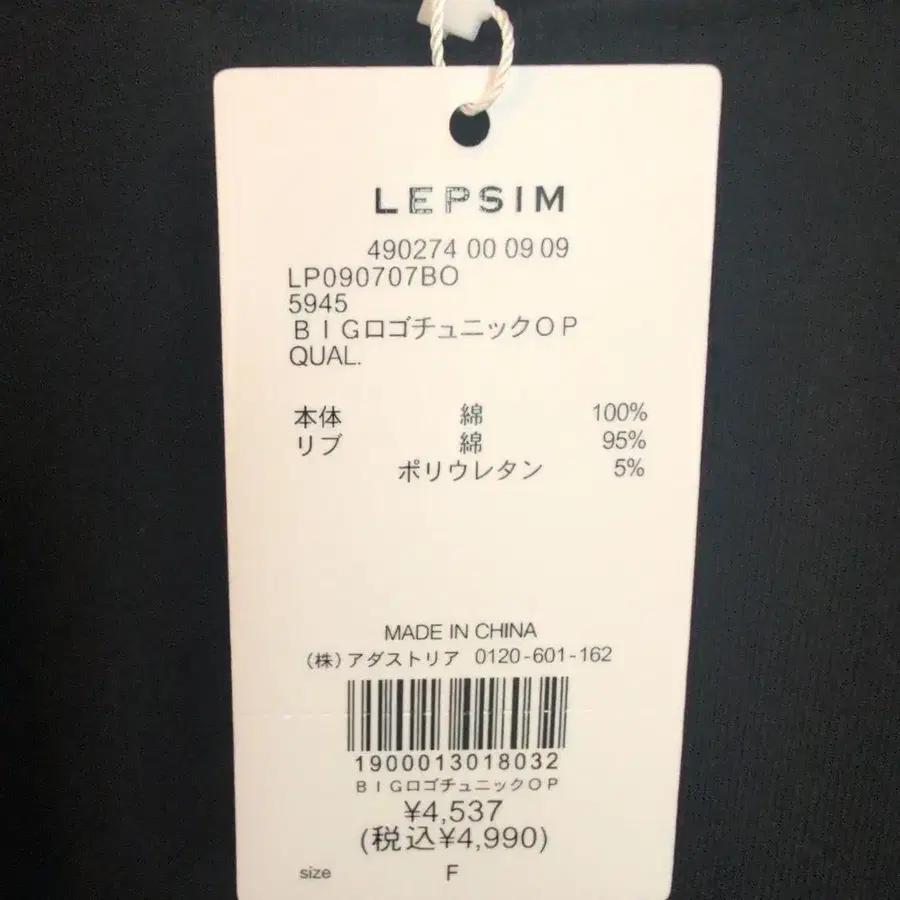 LEPSIM
490274 00 09 09
LP090707BO
5945
ＢＩＧロゴチュニックＯＰ
QUAL.
本体 綿 100%
リブ 綿 95%
ポリウレタン 5%
MADE IN CHINA
(株)アダストリア 0120-601-162
1900013018032
ＢＩＧロゴチュニックＯＰ
¥4,537
(税込¥4,990)
size F